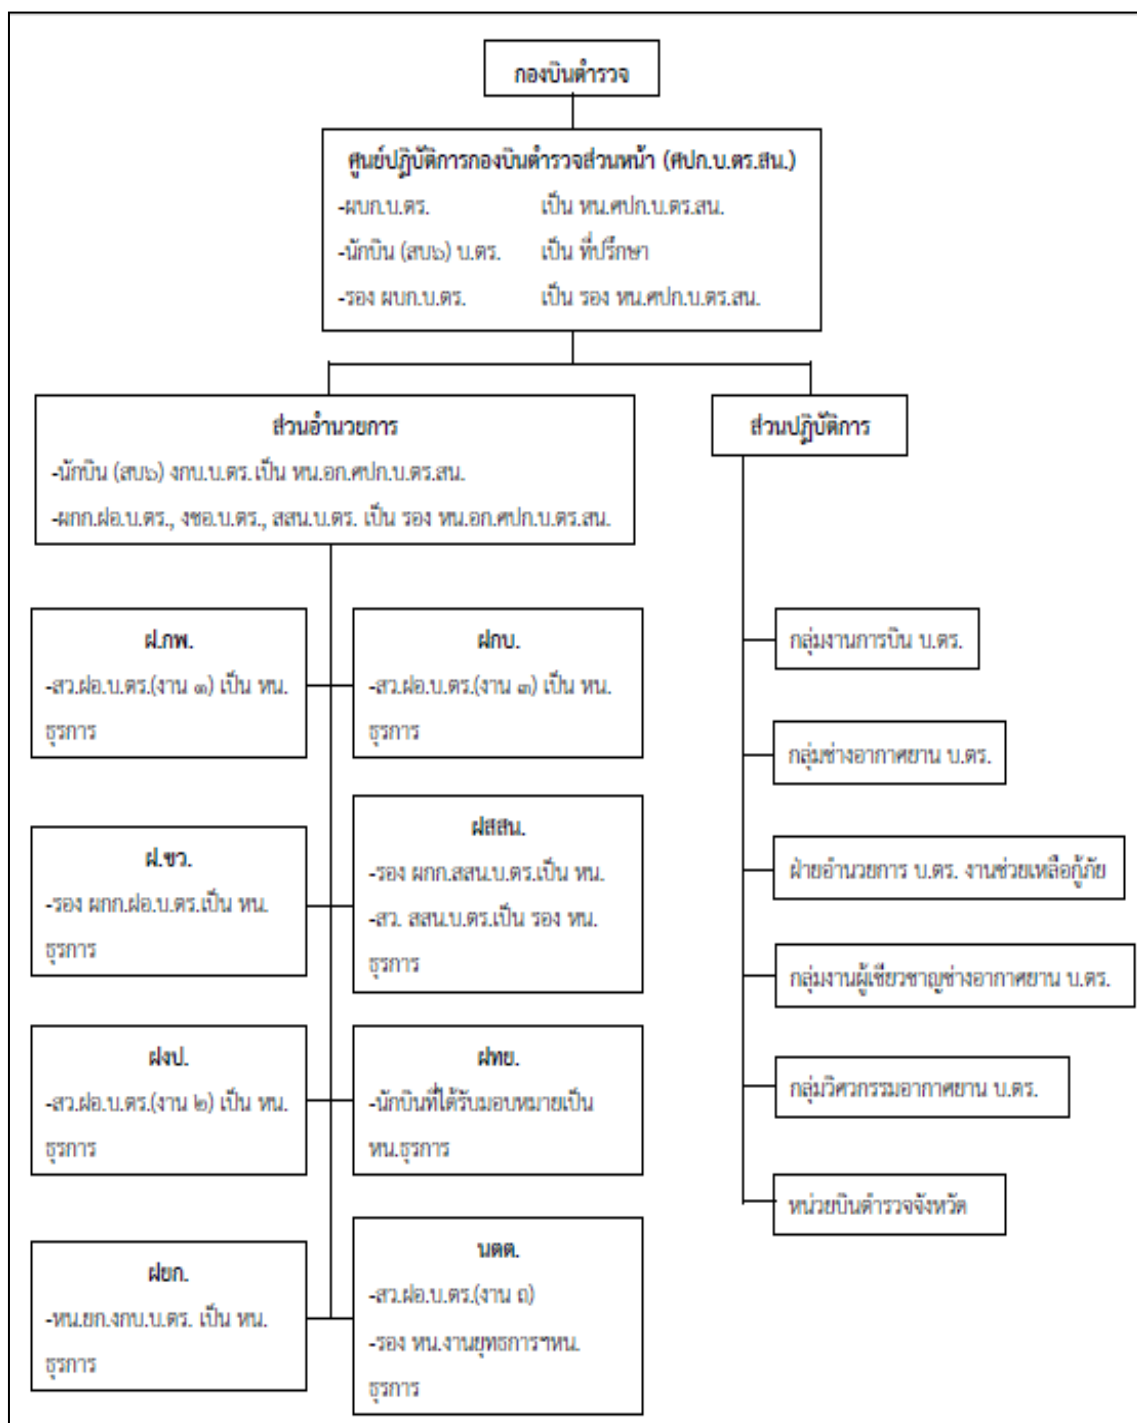 กองบินตำรวจ
ศูนย์ปฏิบัติการกองบินตำรวจส่วนหน้า (ศปก.บ.ตร.สน.)
-ผบก.บ.ตร. เป็น หน.ศปก.บ.ตร.สน.
-นักบิน (สบ๖) บ.ตร. เป็น ที่ปรึกษา
-รอง ผบก.บ.ตร. เป็น รอง หน.ศปก.บ.ตร.สน.
ส่วนอำนวยการ
-นักบิน (สบ๖) งกบ.บ.ตร. เป็น หน.อก.ศปก.บ.ตร.สน.
-ผกก.ฝอ.บ.ตร., งชอ.บ.ตร., สสน.บ.ตร. เป็น รอง หน.อก.ศปก.บ.ตร.สน.
ฝ.กพ.
-สว.ฝอ.บ.ตร.(งาน ๑) เป็น หน.
ธุรการ
ฝกบ.
-สว.ฝอ.บ.ตร.(งาน ๓) เป็น หน.
ธุรการ
ฝ.ขว.
-รอง ผกก.ฝอ.บ.ตร.เป็น หน.
ธุรการ
ฝสสน.
-รอง ผกก.สสน.บ.ตร.เป็น หน.
-สว. สสน.บ.ตร.เป็น รอง หน.
ธุรการ
ฝงป.
-สว.ฝอ.บ.ตร.(งาน ๒) เป็น หน.
ธุรการ
ฝทย.
-นักบินที่ได้รับมอบหมายเป็น
หน.ธุรการ
ฝยก.
-หน.ยก.งกบ.บ.ตร. เป็น หน.
ธุรการ
นตต.
-สว.ฝอ.บ.ตร.(งาน ๓)
-รอง หน.งานยุทธการฯหน.
ธุรการ
ส่วนปฏิบัติการ
กลุ่มงานการบิน บ.ตร.
กลุ่มช่างอากาศยาน บ.ตร.
ฝ่ายอำนวยการ บ.ตร. งานช่วยเหลือกู้ภัย
กลุ่มงานผู้เชียวชาญช่างอากาศยาน บ.ตร.
กลุ่มวิศวกรรมอากาศยาน บ.ตร.
หน่วยบินตำรวจจังหวัด